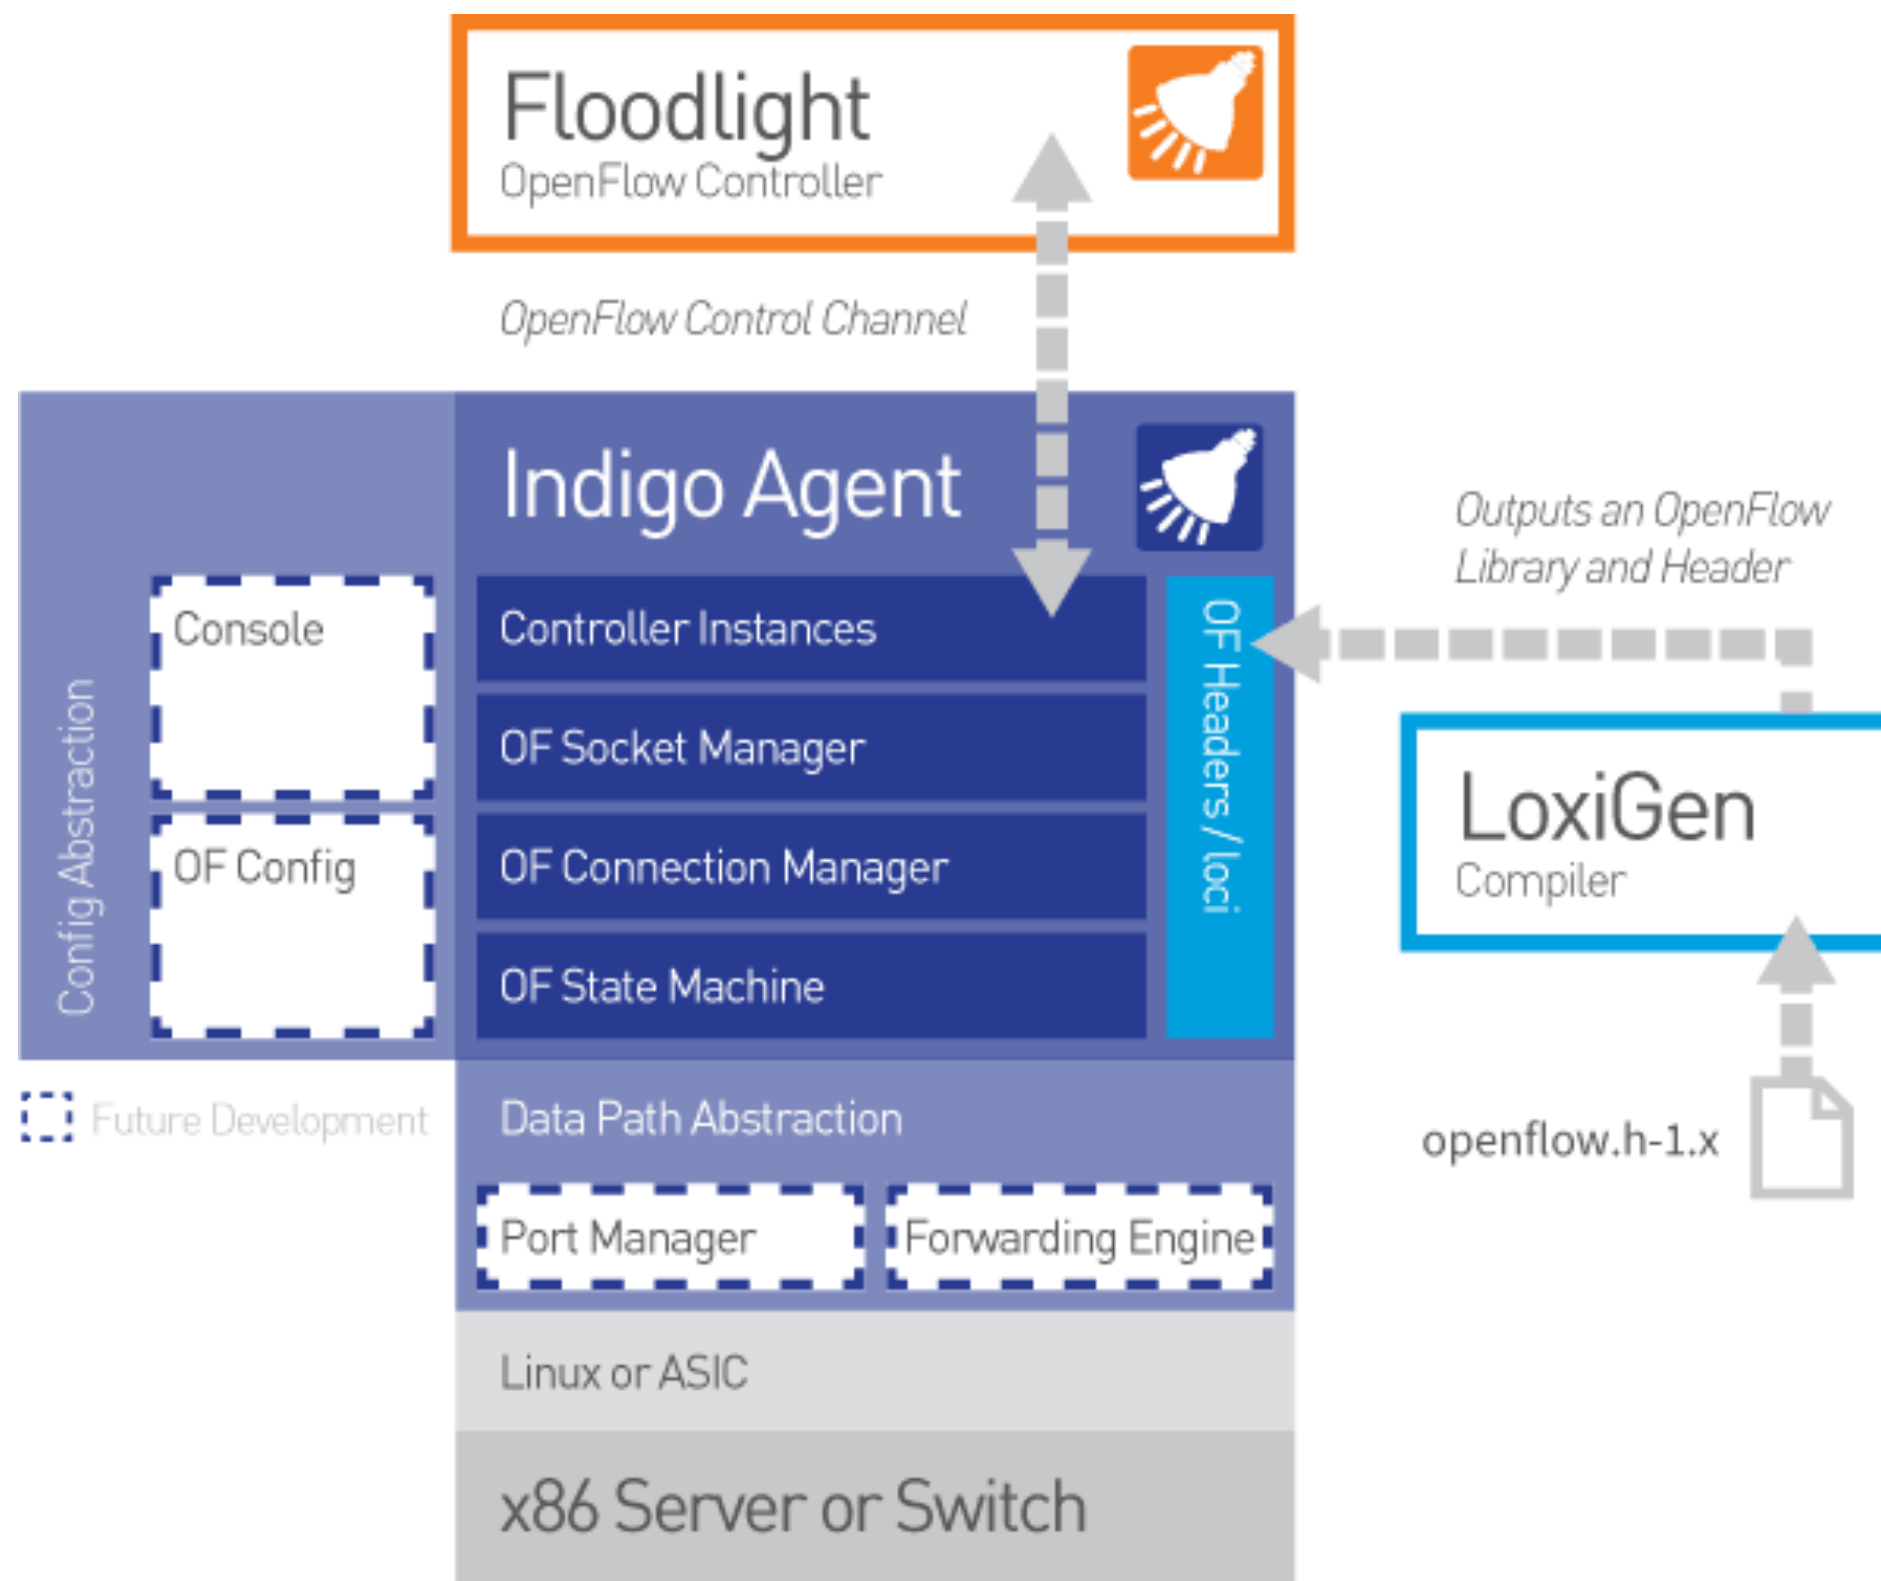 Floodlight
OpenFlow Controller
OpenFlow Control Channel
Indigo Agent
Outputs an OpenFlow
Library and Header
Config Abstraction
Console
OF Config
Controller Instances
OF Socket Manager
OF Connection Manager
OF State Machine
OF Headers / loci
LoxiGen
Compiler
openflow.h-1.x
Future Development
Data Path Abstraction
Port Manager
Forwarding Engine
Linux or ASIC
x86 Server or Switch